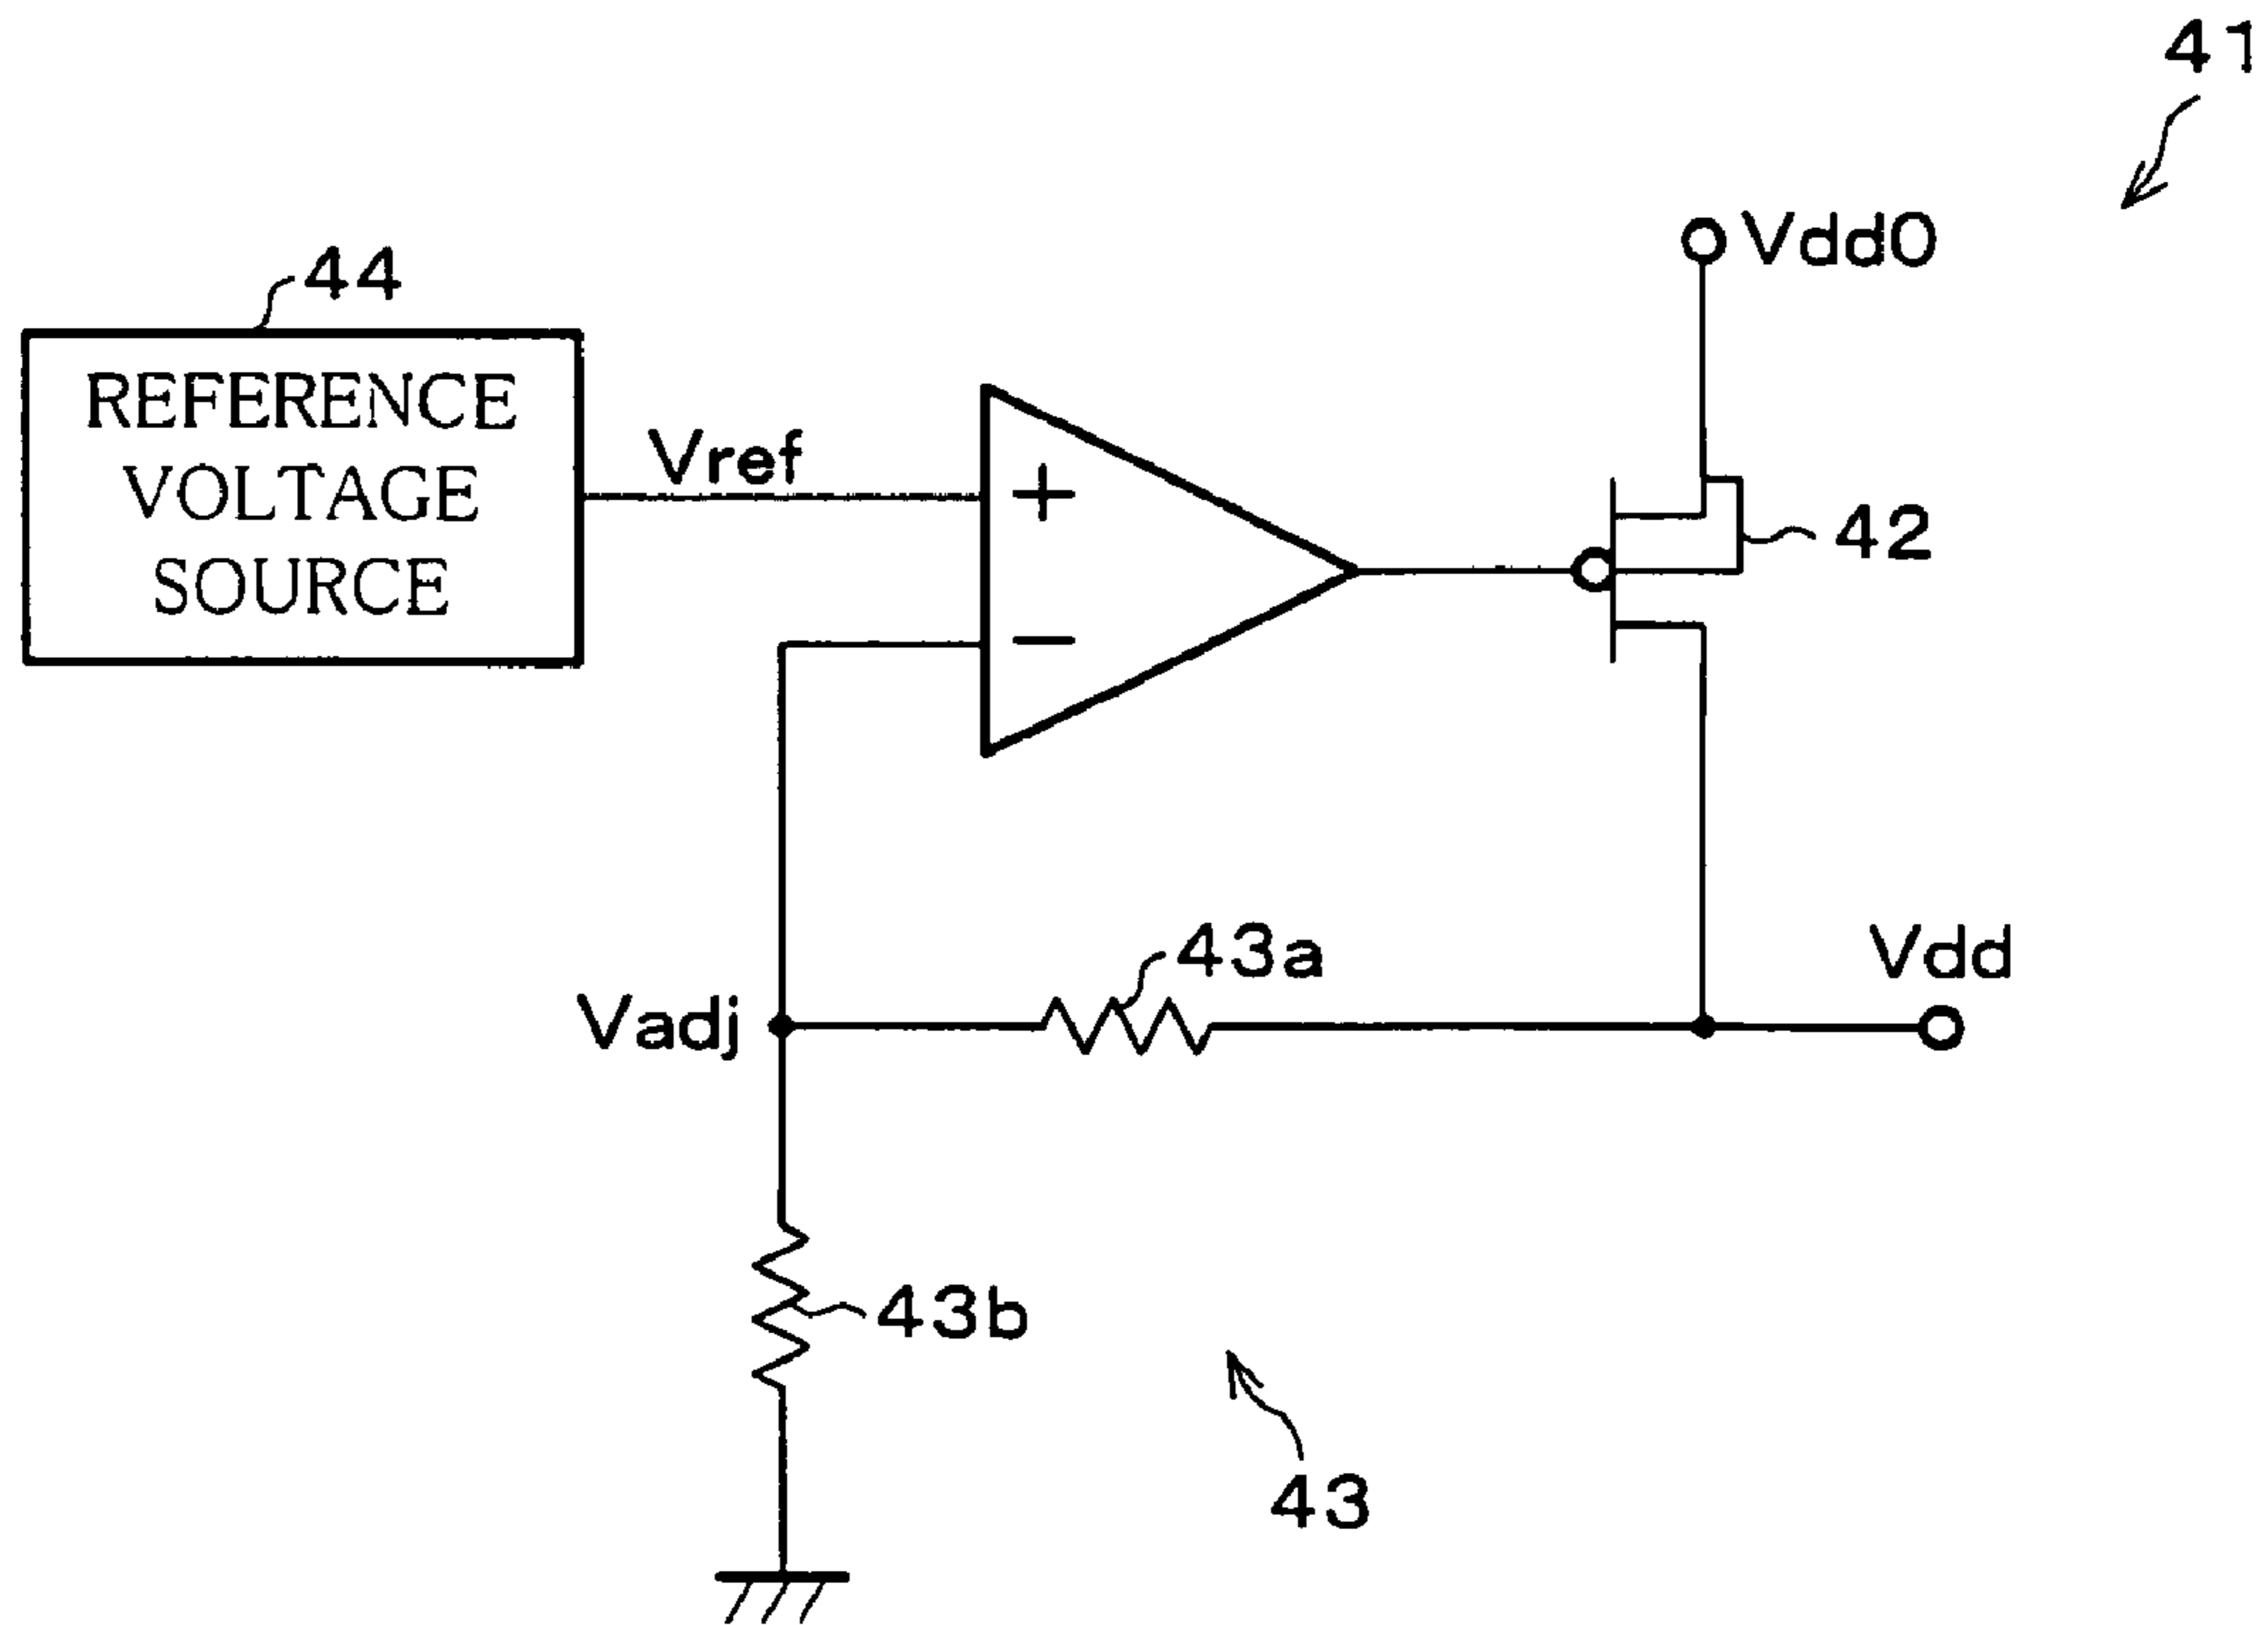 41
Vdd0
44
REFERENCE
VOLTAGE
SOURCE
Vref
+
42
−
43a
Vdd
Vadj
43b
43